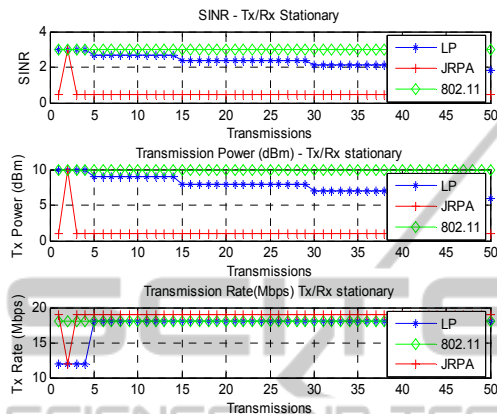 SINR - Tx/Rx Stationary
4
2
0
SINR
LP
JRPA
802.11
0 5 10 15 20 25 30 35 40 45 50
Transmissions
Transmission Power (dBm) - Tx/Rx stationary
10
5
0
Tx Power (dBm)
LP
JRPA
802.11
0 5 10 15 20 25 30 35 40 45 50
Transmissions
Transmission Rate(Mbps) Tx/Rx stationary
20
18
16
14
12
10
Tx Rate (Mbps)
LP
802.11
JRPA
0 5 10 15 20 25 30 35 40 45 50
Transmissions